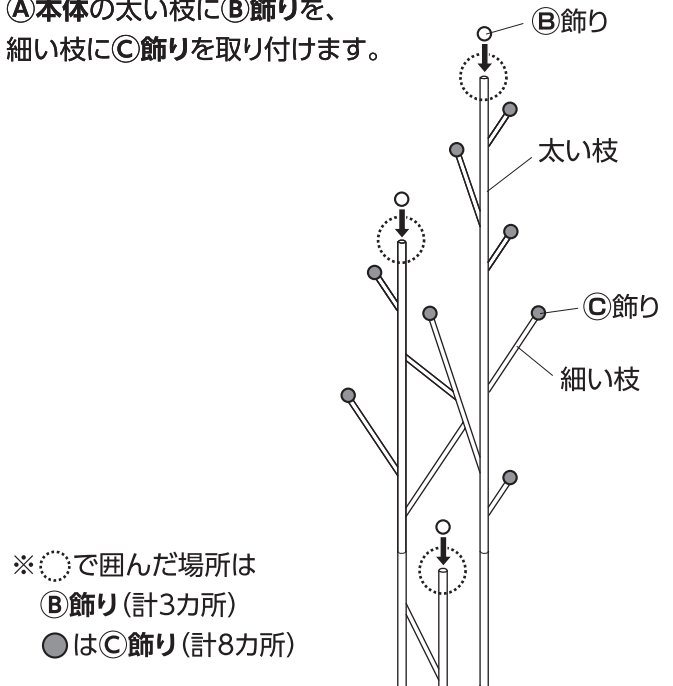 Ⓐ本体の太い枝にⒷ飾りを、
細い枝にⒸ飾りを取り付けます。
Ⓑ飾り
太い枝
Ⓒ飾り
細い枝
※◌で囲んだ場所は
Ⓑ飾り(計3カ所)
●はⒸ飾り(計8カ所)